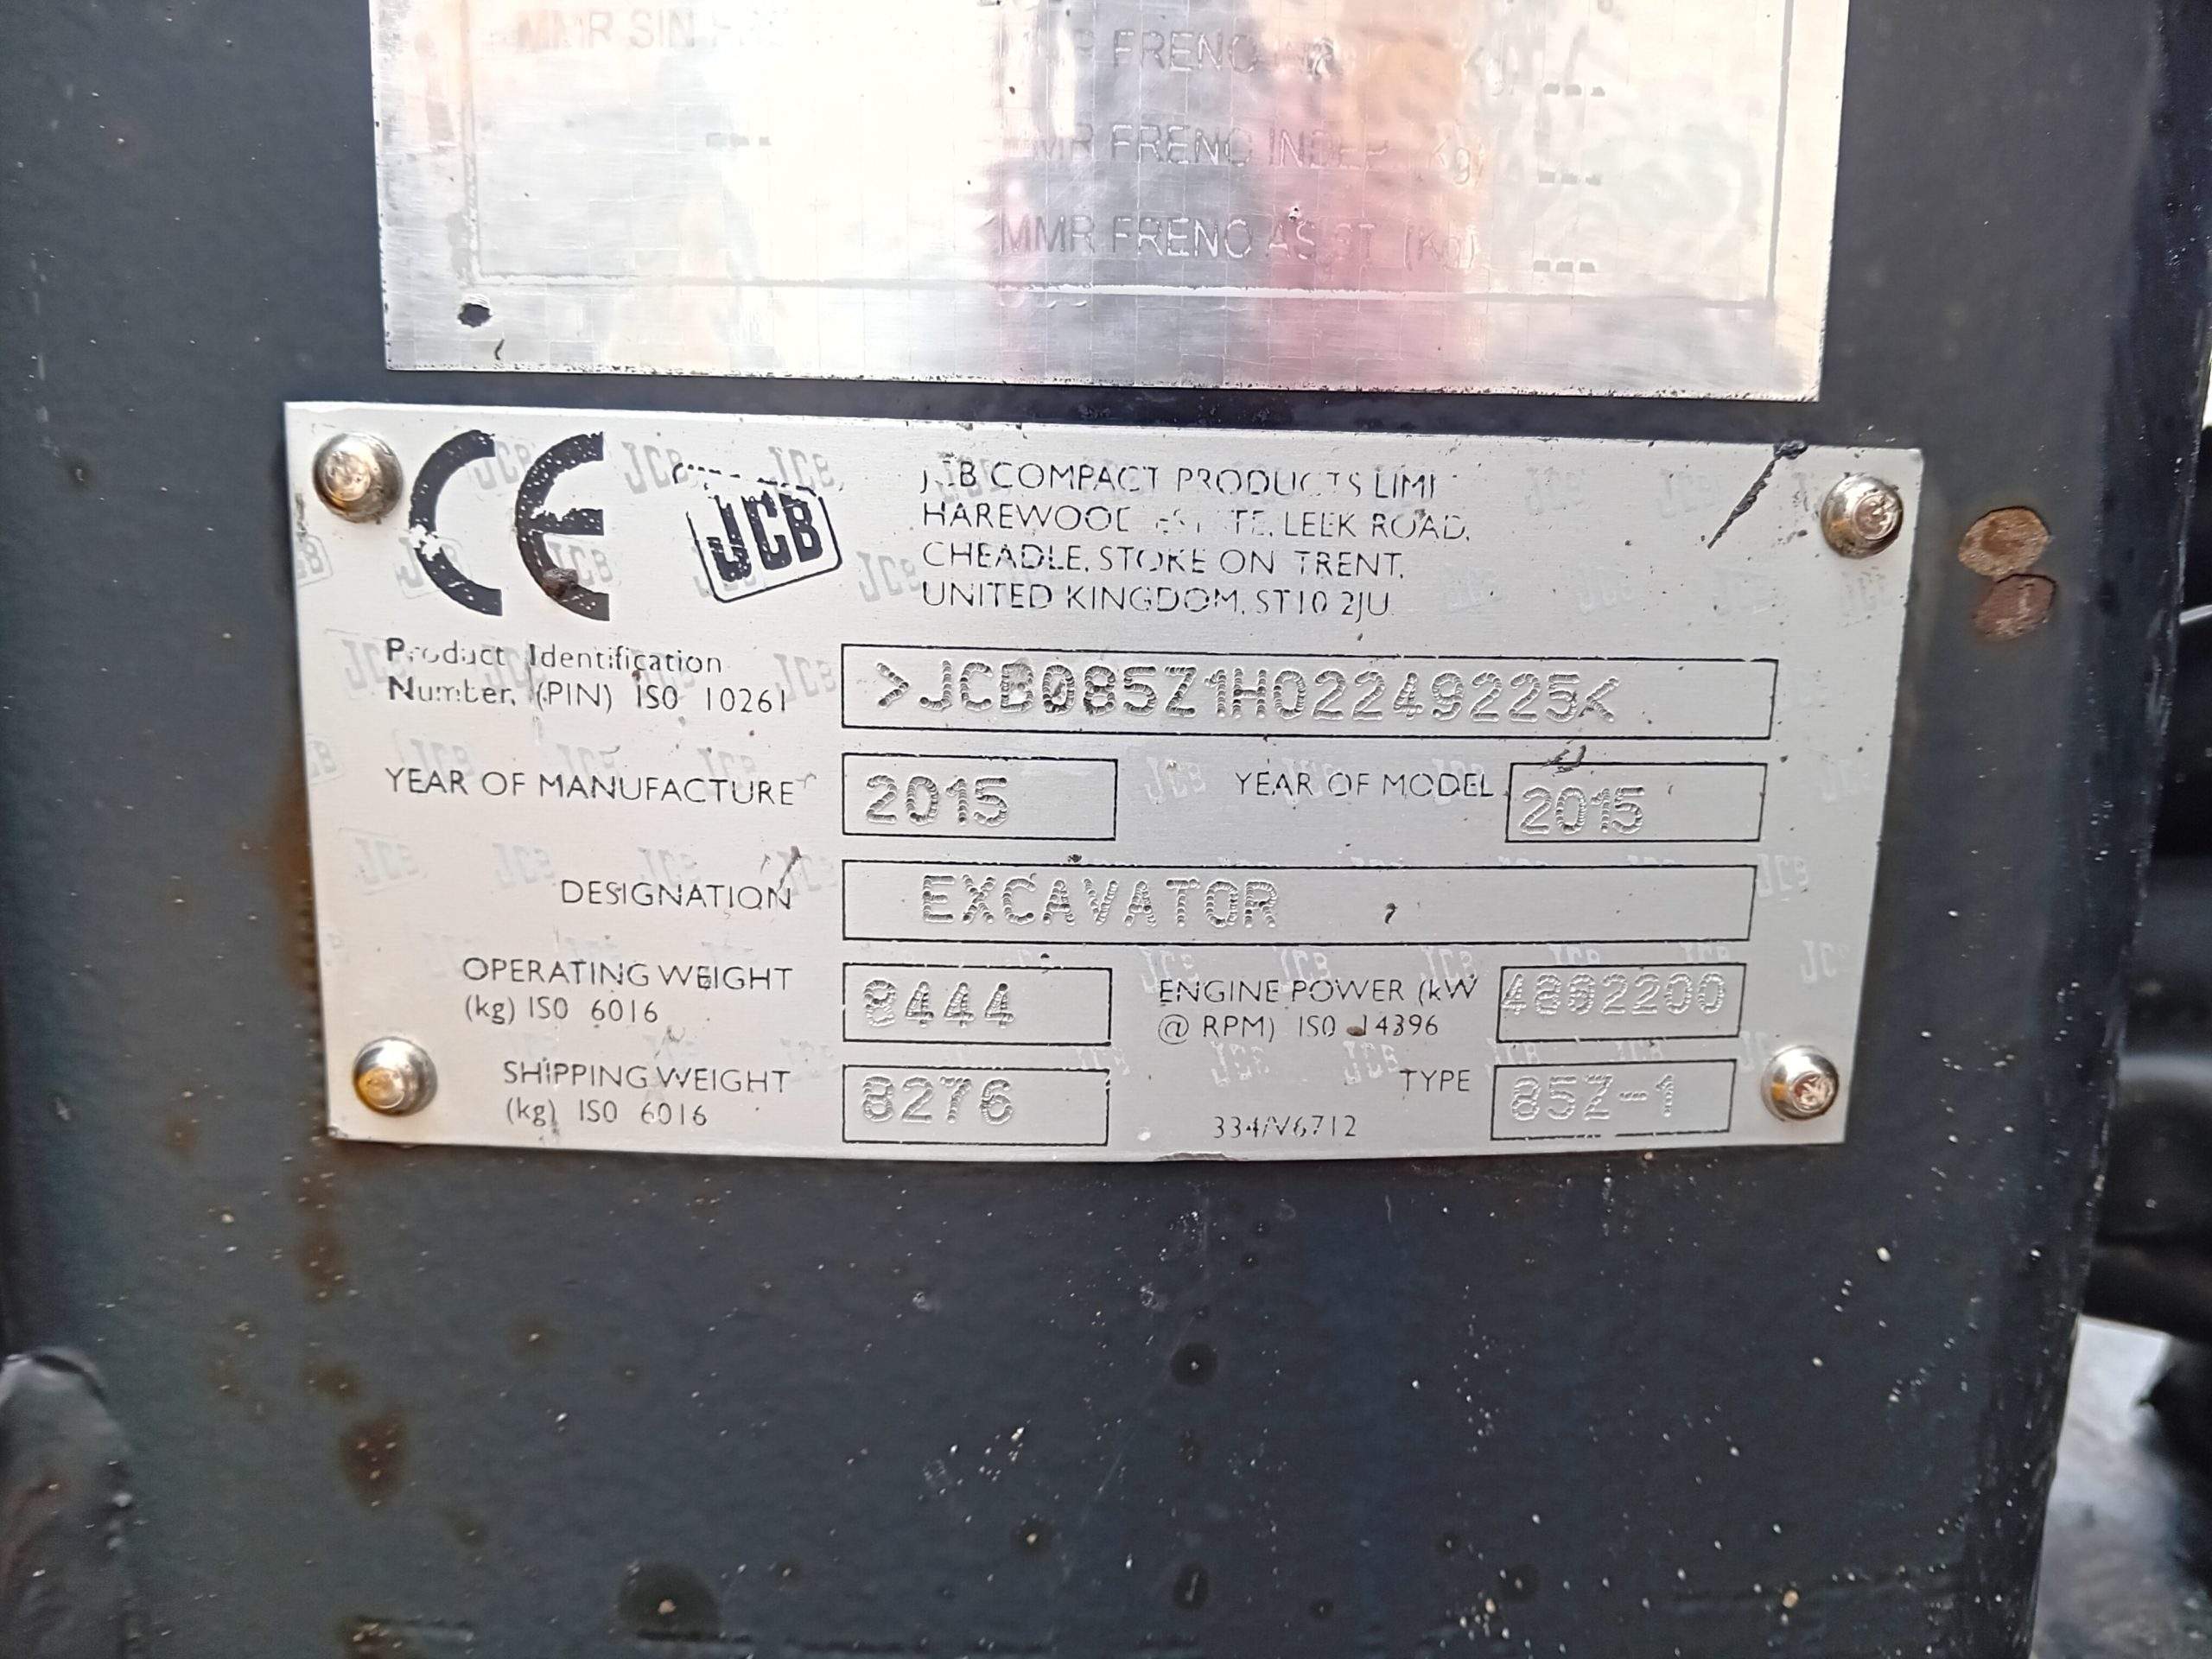 MMR SIN
FRENO
MR FRENO INDEP. (Kg) ---
MMR FRENO ASIST. (Kg) ---
CE JCB
JCB COMPACT PRODUCTS LIMI
HAREWOOD ESTATE, LEEK ROAD,
CHEADLE, STOKE ON TRENT,
UNITED KINGDOM, ST10 2JU
Product Identification
Number. (PIN) ISO 10261 >JCB085Z1H02249225<
YEAR OF MANUFACTURE 2015 YEAR OF MODEL 2015
DESIGNATION EXCAVATOR
OPERATING WEIGHT
(kg) ISO 6016 8444
ENGINE POWER (kW
@ RPM) ISO 14396
SHIPPING WEIGHT
(kg) ISO 6016 8276
334/V6712
TYPE 85Z-1